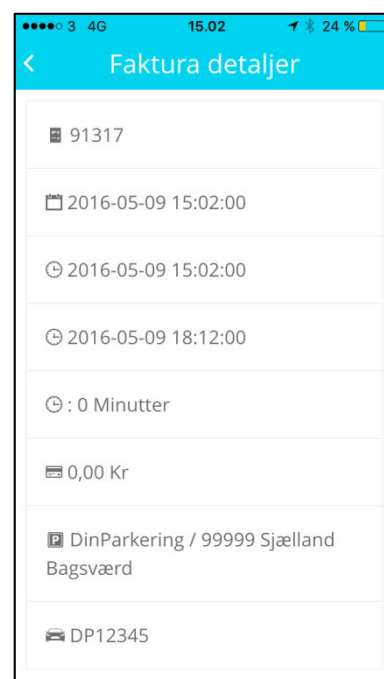 3 4G 15.02 24 %
Faktura detaljer
91317
2016-05-09 15:02:00
2016-05-09 15:02:00
2016-05-09 18:12:00
: 0 Minutter
0,00 Kr
P DinParkering / 99999 Sjælland
Bagsværd
DP12345